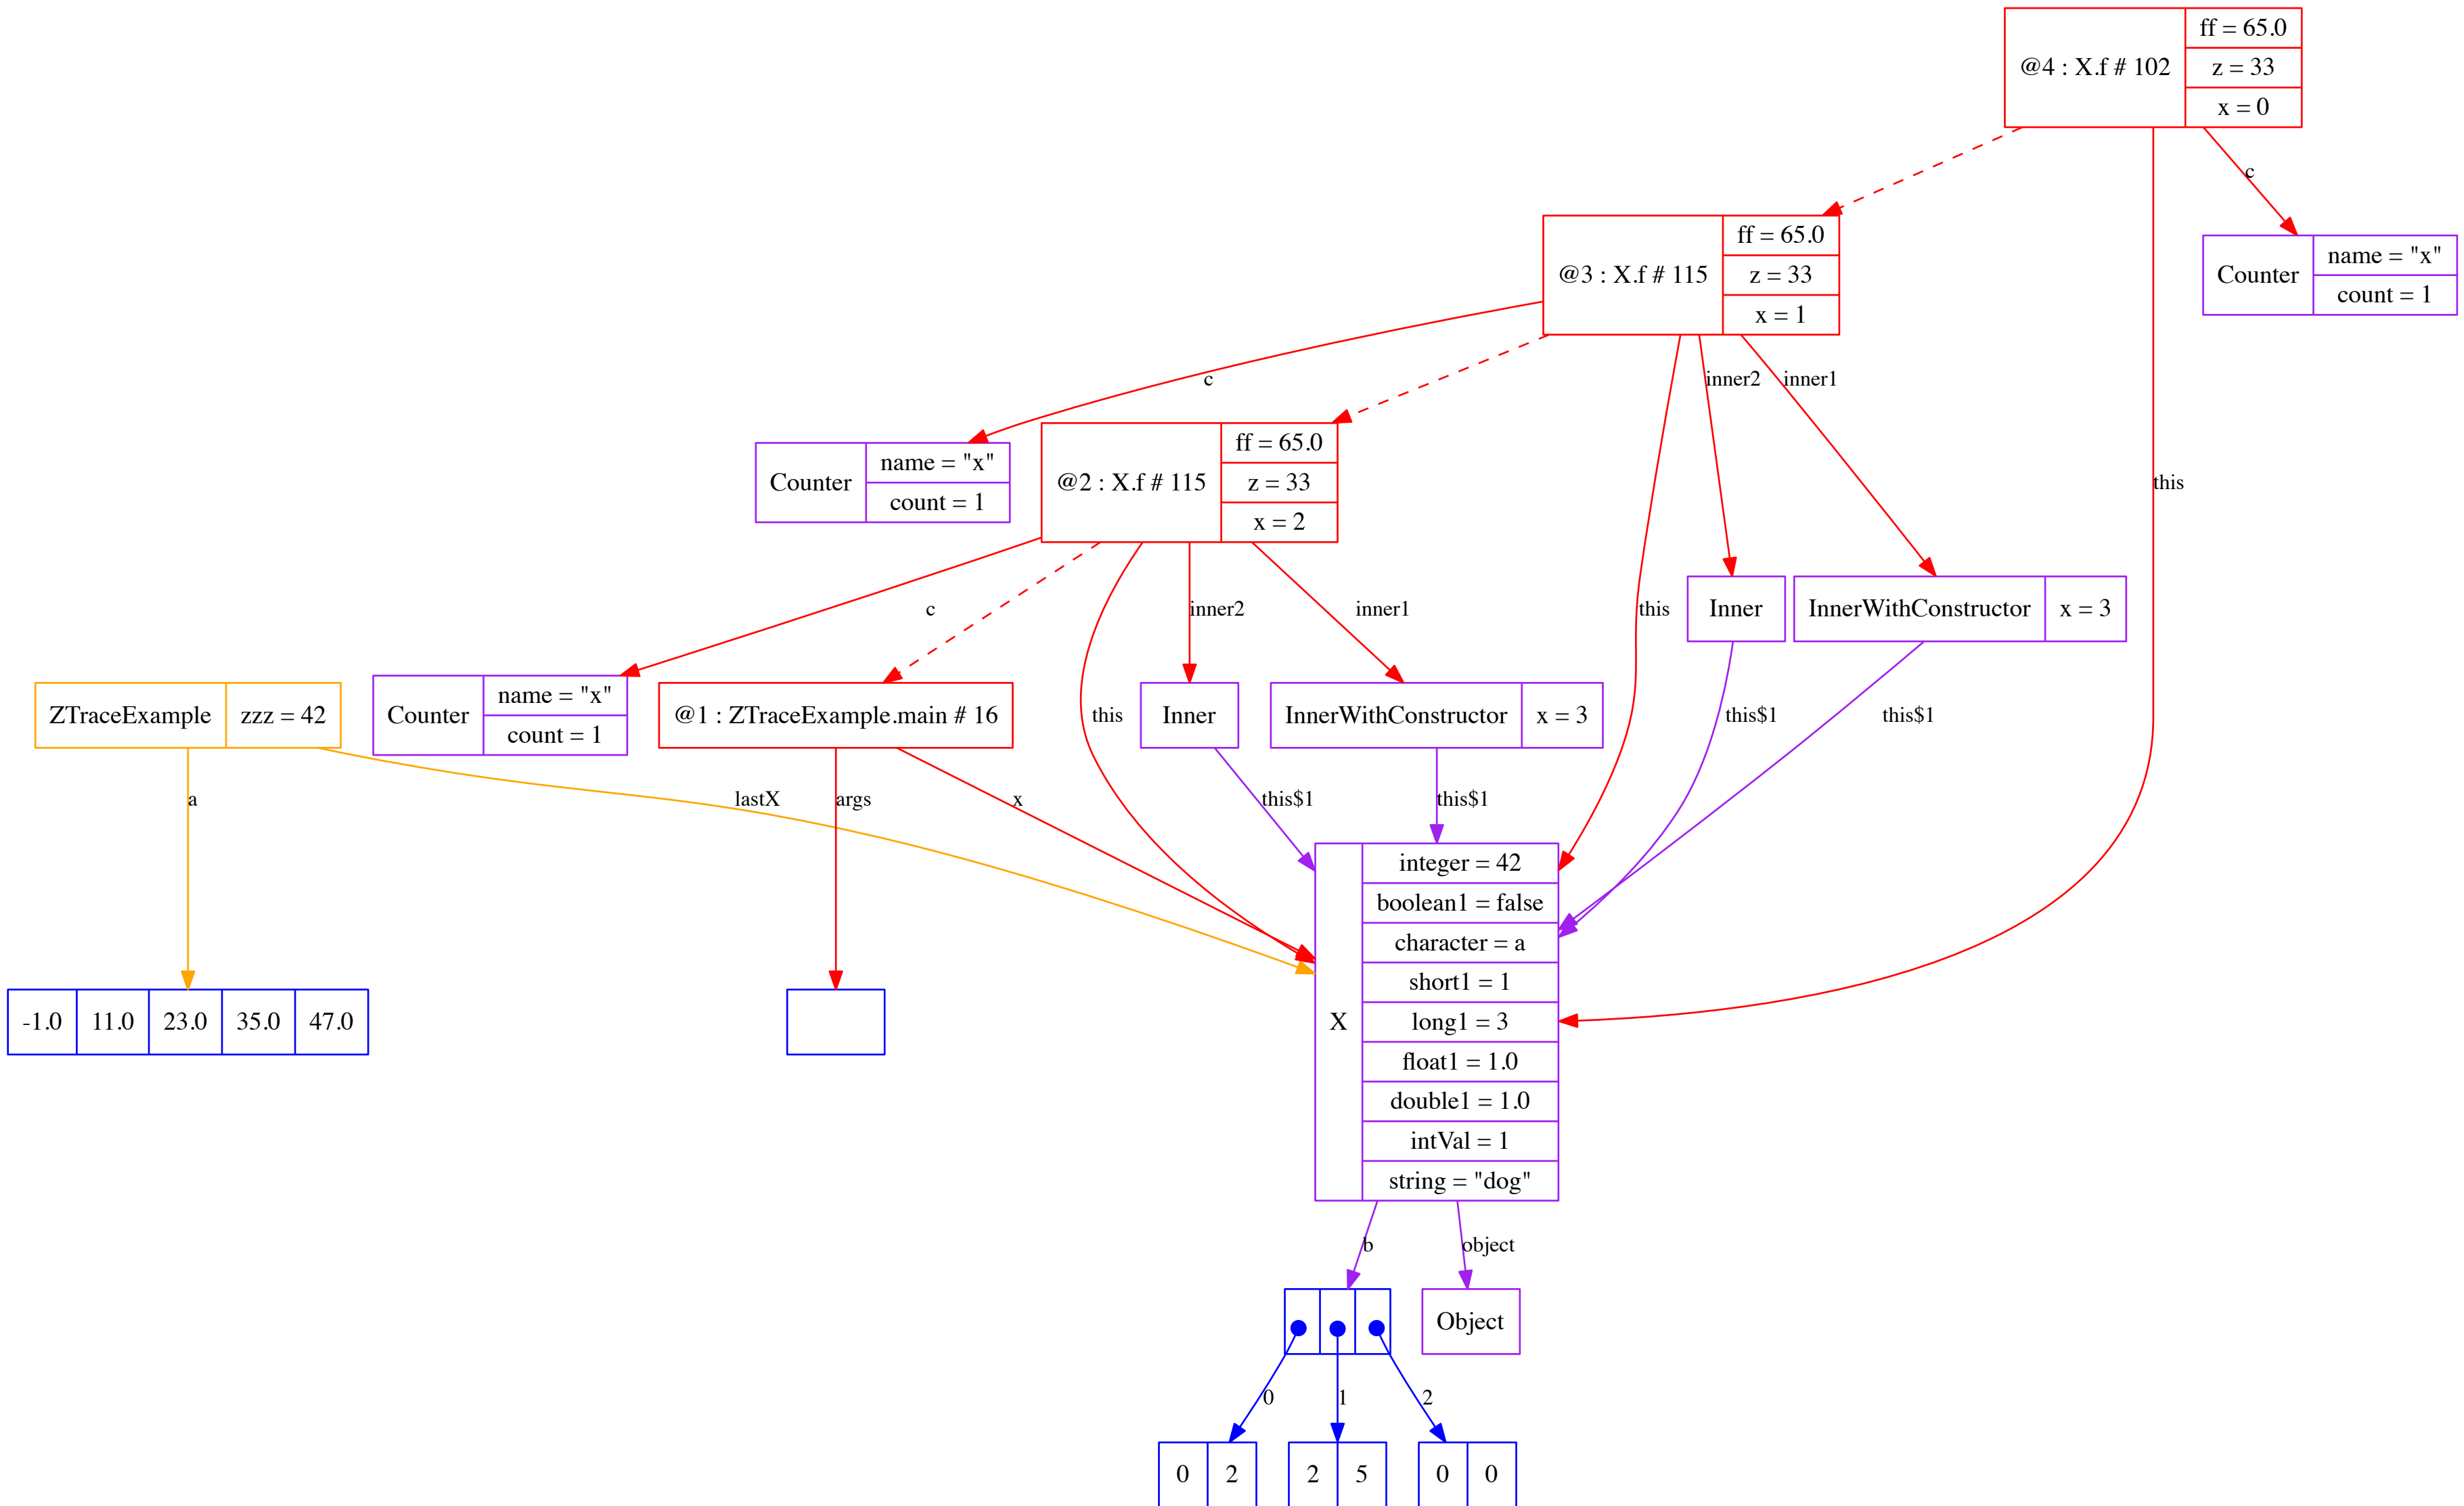 @4 : X.f # 102
ff = 65.0
z = 33
x = 0
c
@3 : X.f # 115
ff = 65.0
z = 33
x = 1
Counter
name = "x"
count = 1
c
inner2
inner1
Counter
name = "x"
count = 1
@2 : X.f # 115
ff = 65.0
z = 33
x = 2
this
c
inner2
inner1
this
Inner
InnerWithConstructor
x = 3
ZTraceExample
zzz = 42
Counter
name = "x"
count = 1
@1 : ZTraceExample.main # 16
this
Inner
InnerWithConstructor
x = 3
this$1
this$1
a
lastX
args
x
this$1
this$1
X
integer = 42
boolean1 = false
character = a
short1 = 1
long1 = 3
float1 = 1.0
double1 = 1.0
intVal = 1
string = "dog"
-1.0
11.0
23.0
35.0
47.0
b
object
Object
0
1
2
0
2
2
5
0
0